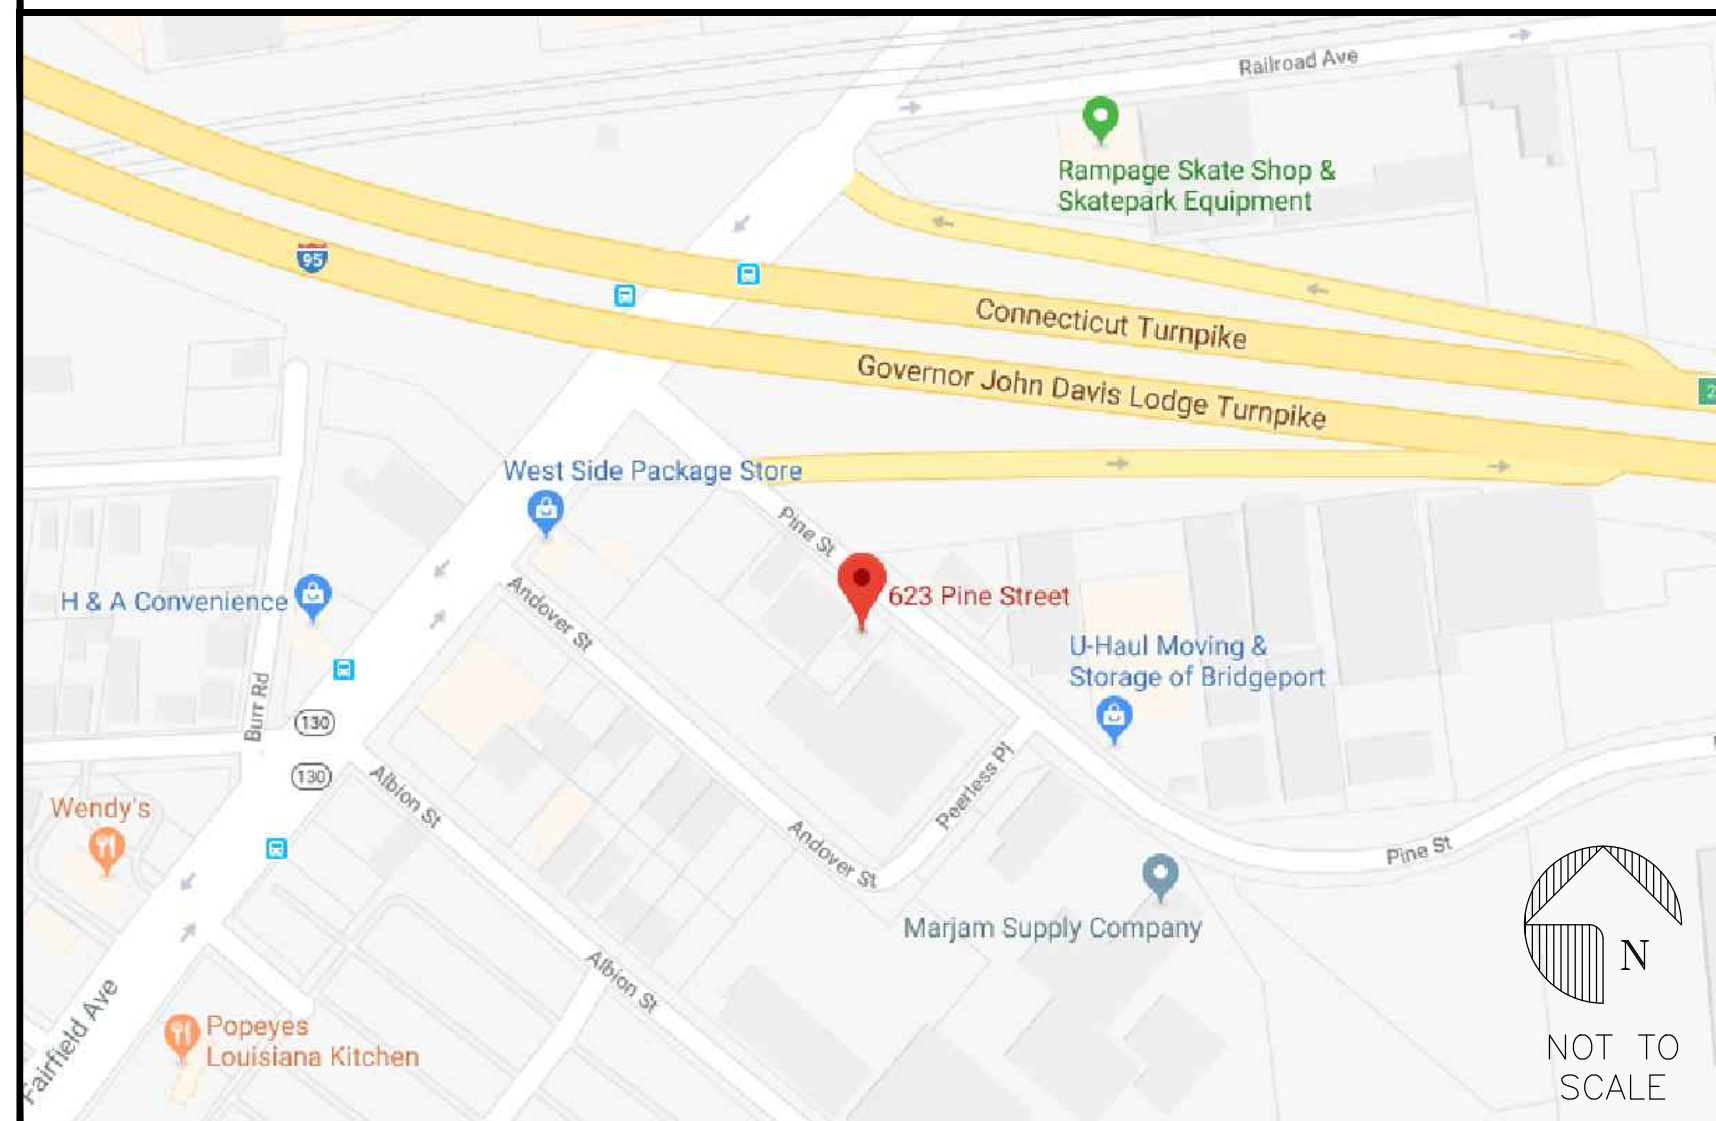 Railroad Ave
Rampage Skate Shop &
Skatepark Equipment
95
Connecticut Turnpike
Governor John Davis Lodge Turnpike
2
West Side Package Store
Pine St
623 Pine Street
H & A Convenience
Andover St
U-Haul Moving &
Storage of Bridgeport
Burr Rd
130
130
Albion St
Peerless Pl
Wendy's
Andover St
Pine St
Marjam Supply Company
N
Albion St
Fairfield Ave
Popeyes
Louisiana Kitchen
NOT TO
SCALE